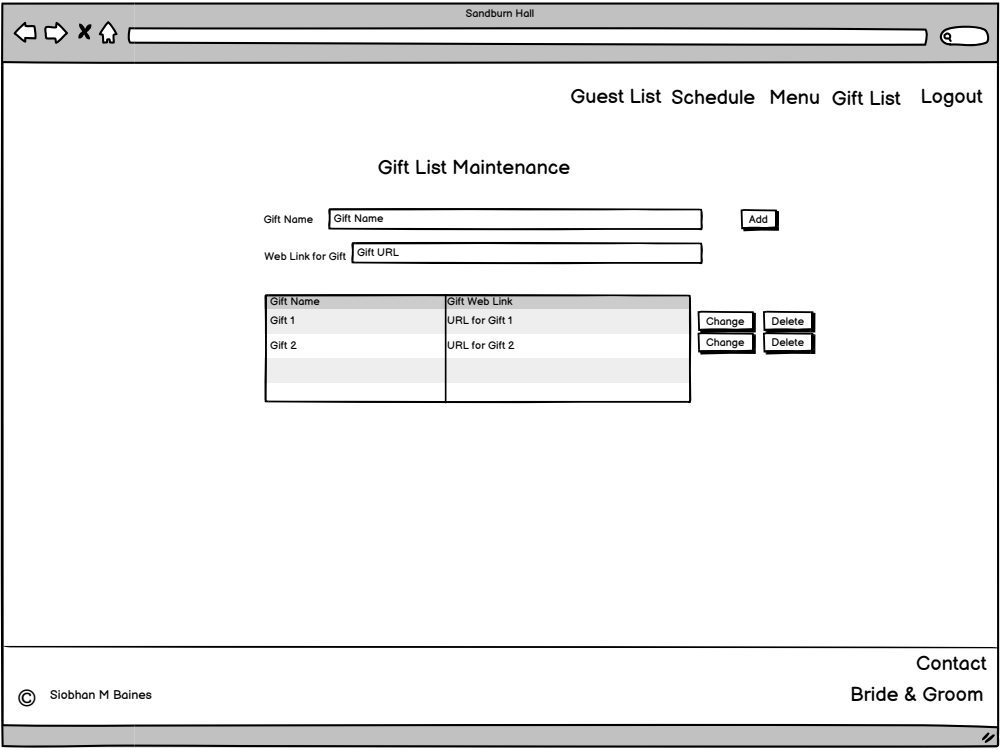 Sandburn Hall
Guest List Schedule Menu Gift List Logout
Gift List Maintenance
Gift Name Gift Name Add
Web Link for Gift Gift URL
Gift Name Gift Web Link
Gift 1 URL for Gift 1 Change Delete
Gift 2 URL for Gift 2 Change Delete
Contact
© Siobhan M Baines Bride & Groom